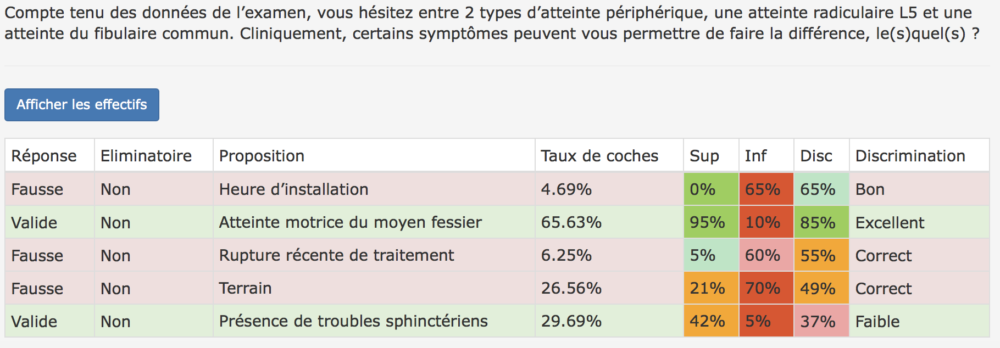 Compte tenu des données de l’examen, vous hésitez entre 2 types d’atteinte périphérique, une atteinte radiculaire L5 et une
atteinte du fibulaire commun. Cliniquement, certains symptômes peuvent vous permettre de faire la différence, le(s)quel(s) ?
Afficher les effectifs
Réponse Eliminatoire Proposition Taux de coches Sup Inf Disc Discrimination
Fausse Non Heure d’installation 4.69% 0% 65% 65% Bon
Valide Non Atteinte motrice du moyen fessier 65.63% 95% 10% 85% Excellent
Fausse Non Rupture récente de traitement 6.25% 5% 60% 55% Correct
Fausse Non Terrain 26.56% 21% 70% 49% Correct
Valide Non Présence de troubles sphinctériens 29.69% 42% 5% 37% Faible